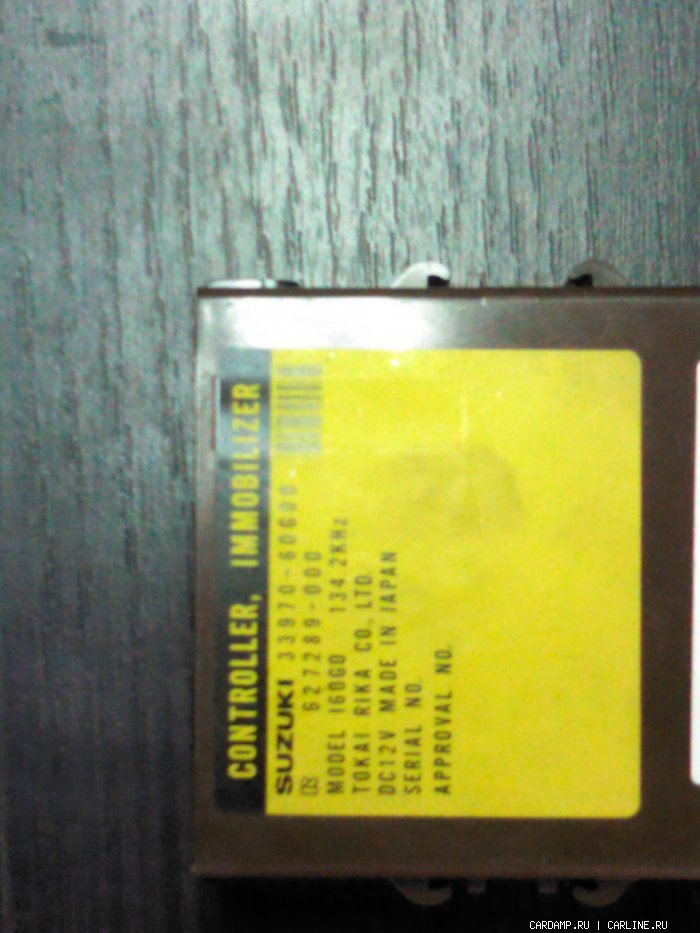 CONTROLLER, IMMOBILIZER
SUZUKI 33970-60G00
627289-000
MODEL I60G0 134.2KHz
TOKAI RIKA CO., LTD.
DC12V MADE IN JAPAN
SERIAL NO.
APPROVAL NO.
CARDAMP.RU | CARLINE.RU